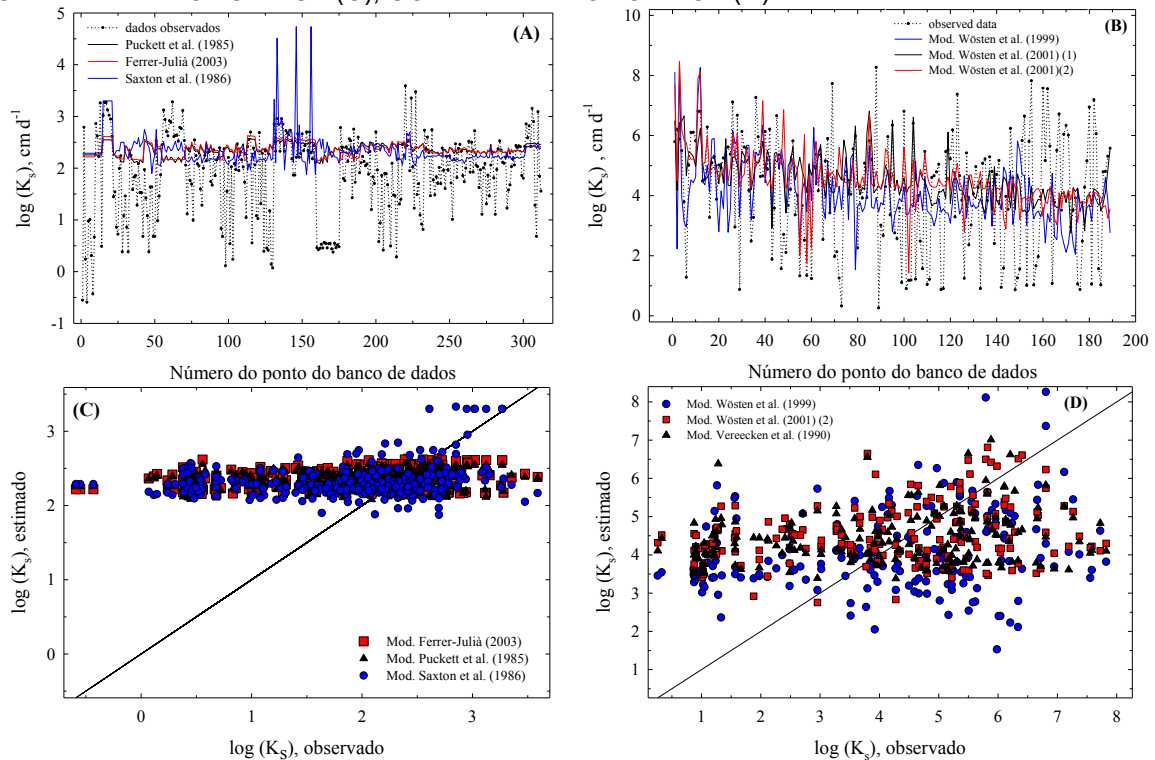 dados observados
Puckett et al. (1985)
Ferrer-Julià (2003)
Saxton et al. (1986)
(A)
5
4
3
2
1
0
-1
log (Ks), cm d-1
0 50 100 150 200 250 300
Número do ponto do banco de dados
observed data
Mod. Wösten et al. (1999)
Mod. Wösten et al. (2001) (1)
Mod. Wösten et al. (2001)(2)
(B)
10
8
6
4
2
0
log (Ks) , cm d-1
0 20 40 60 80 100 120 140 160 180 200
Número do ponto do banco de dados
(C)
3
2
1
0
log (Ks), estimado
Mod. Ferrer-Julià (2003)
Mod. Puckett et al. (1985)
Mod. Saxton et al. (1986)
0 1 2 3
log (KS), observado
Mod. Wösten et al. (1999)
Mod. Wösten et al. (2001) (2)
Mod. Vereecken et al. (1990)
(D)
8
7
6
5
4
3
2
1
log (Ks), estimado
1 2 3 4 5 6 7 8
log (Ks), observado